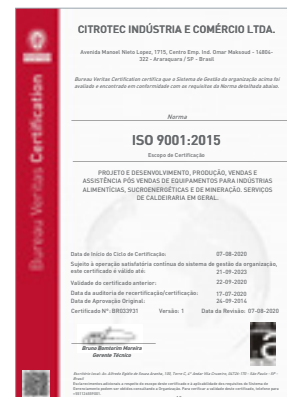 CITROTEC INDÚSTRIA E COMÉRCIO LTDA.
Avenida Manoel Nieto Lopez, 1715, Centro Emp. Ind. Omar Maksoud - 14804-
322 - Araraquara / SP - Brasil
Bureau Veritas Certification certifica que o Sistema de Gestão da organização acima foi
avaliado e encontrado em conformidade com os requisitos da Norma detalhada abaixo.
Norma
ISO 9001:2015
Escopo de Certificação
PROJETO E DESENVOLVIMENTO, PRODUÇÃO, VENDAS E
ASSISTÊNCIA PÓS VENDAS DE EQUIPAMENTOS PARA INDÚSTRIAS
ALIMENTÍCIAS, SUCROENERGÉTICAS E DE MINERAÇÃO. SERVIÇOS
DE CALDEIRARIA EM GERAL.
Data de Início do Ciclo de Certificação: 07-08-2020
Sujeito à operação satisfatória contínua do sistema de gestão da organização,
este certificado é válido até: 21-09-2023
Validade do certificado anterior: 22-09-2020
Data da auditoria de recertificação/certificação: 17-07-2020
Data de Aprovação Original: 24-09-2014
Certificado Nº: BR033931 Versão: 1 Data da Revisão: 07-08-2020
Bruno Bomtorim Moreira
Gerente Técnico
Bureau Veritas Certification